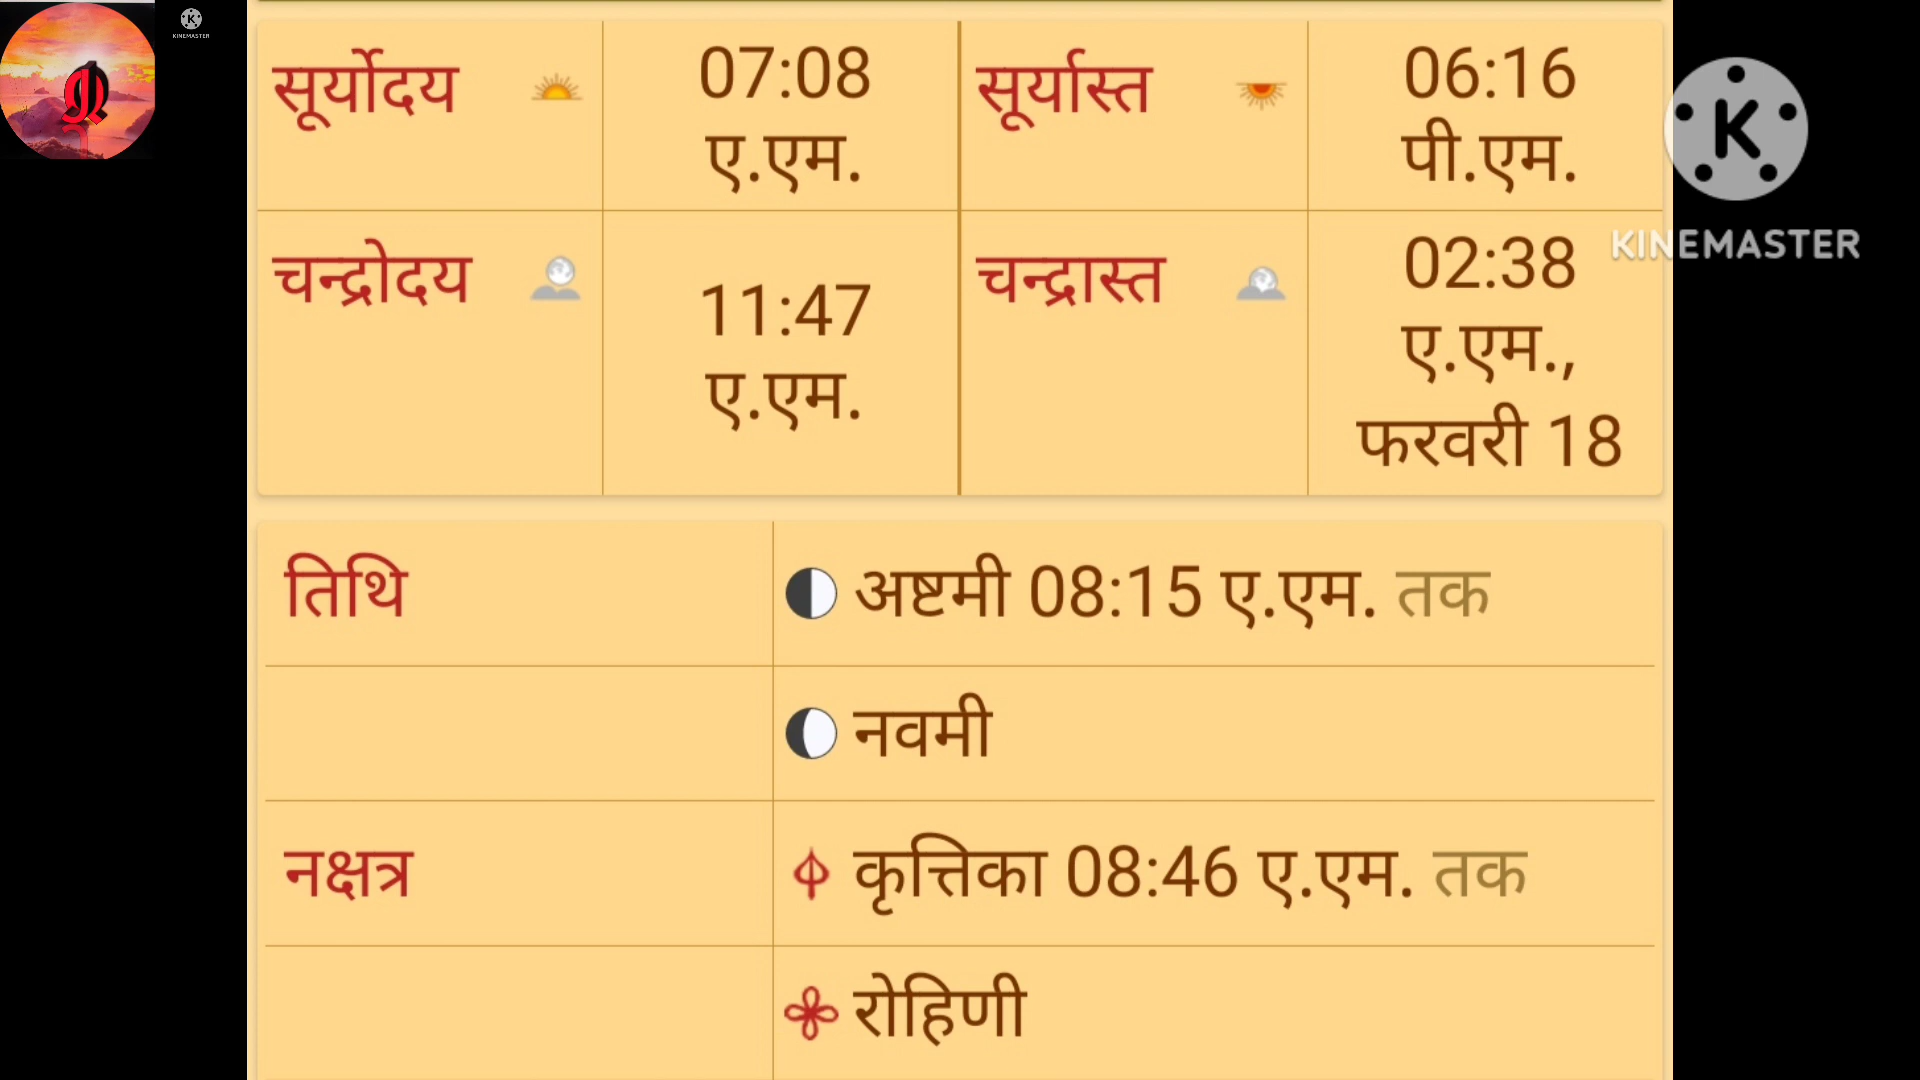 KINEMASTER
सूर्योदय 07:08 ए.एम. सूर्यास्त 06:16 पी.एम.
KINEMASTER
चन्द्रोदय 11:47 ए.एम. चन्द्रास्त 02:38 ए.एम., फरवरी 18
तिथि अष्टमी 08:15 ए.एम. तक
नवमी
नक्षत्र कृत्तिका 08:46 ए.एम. तक
रोहिणी